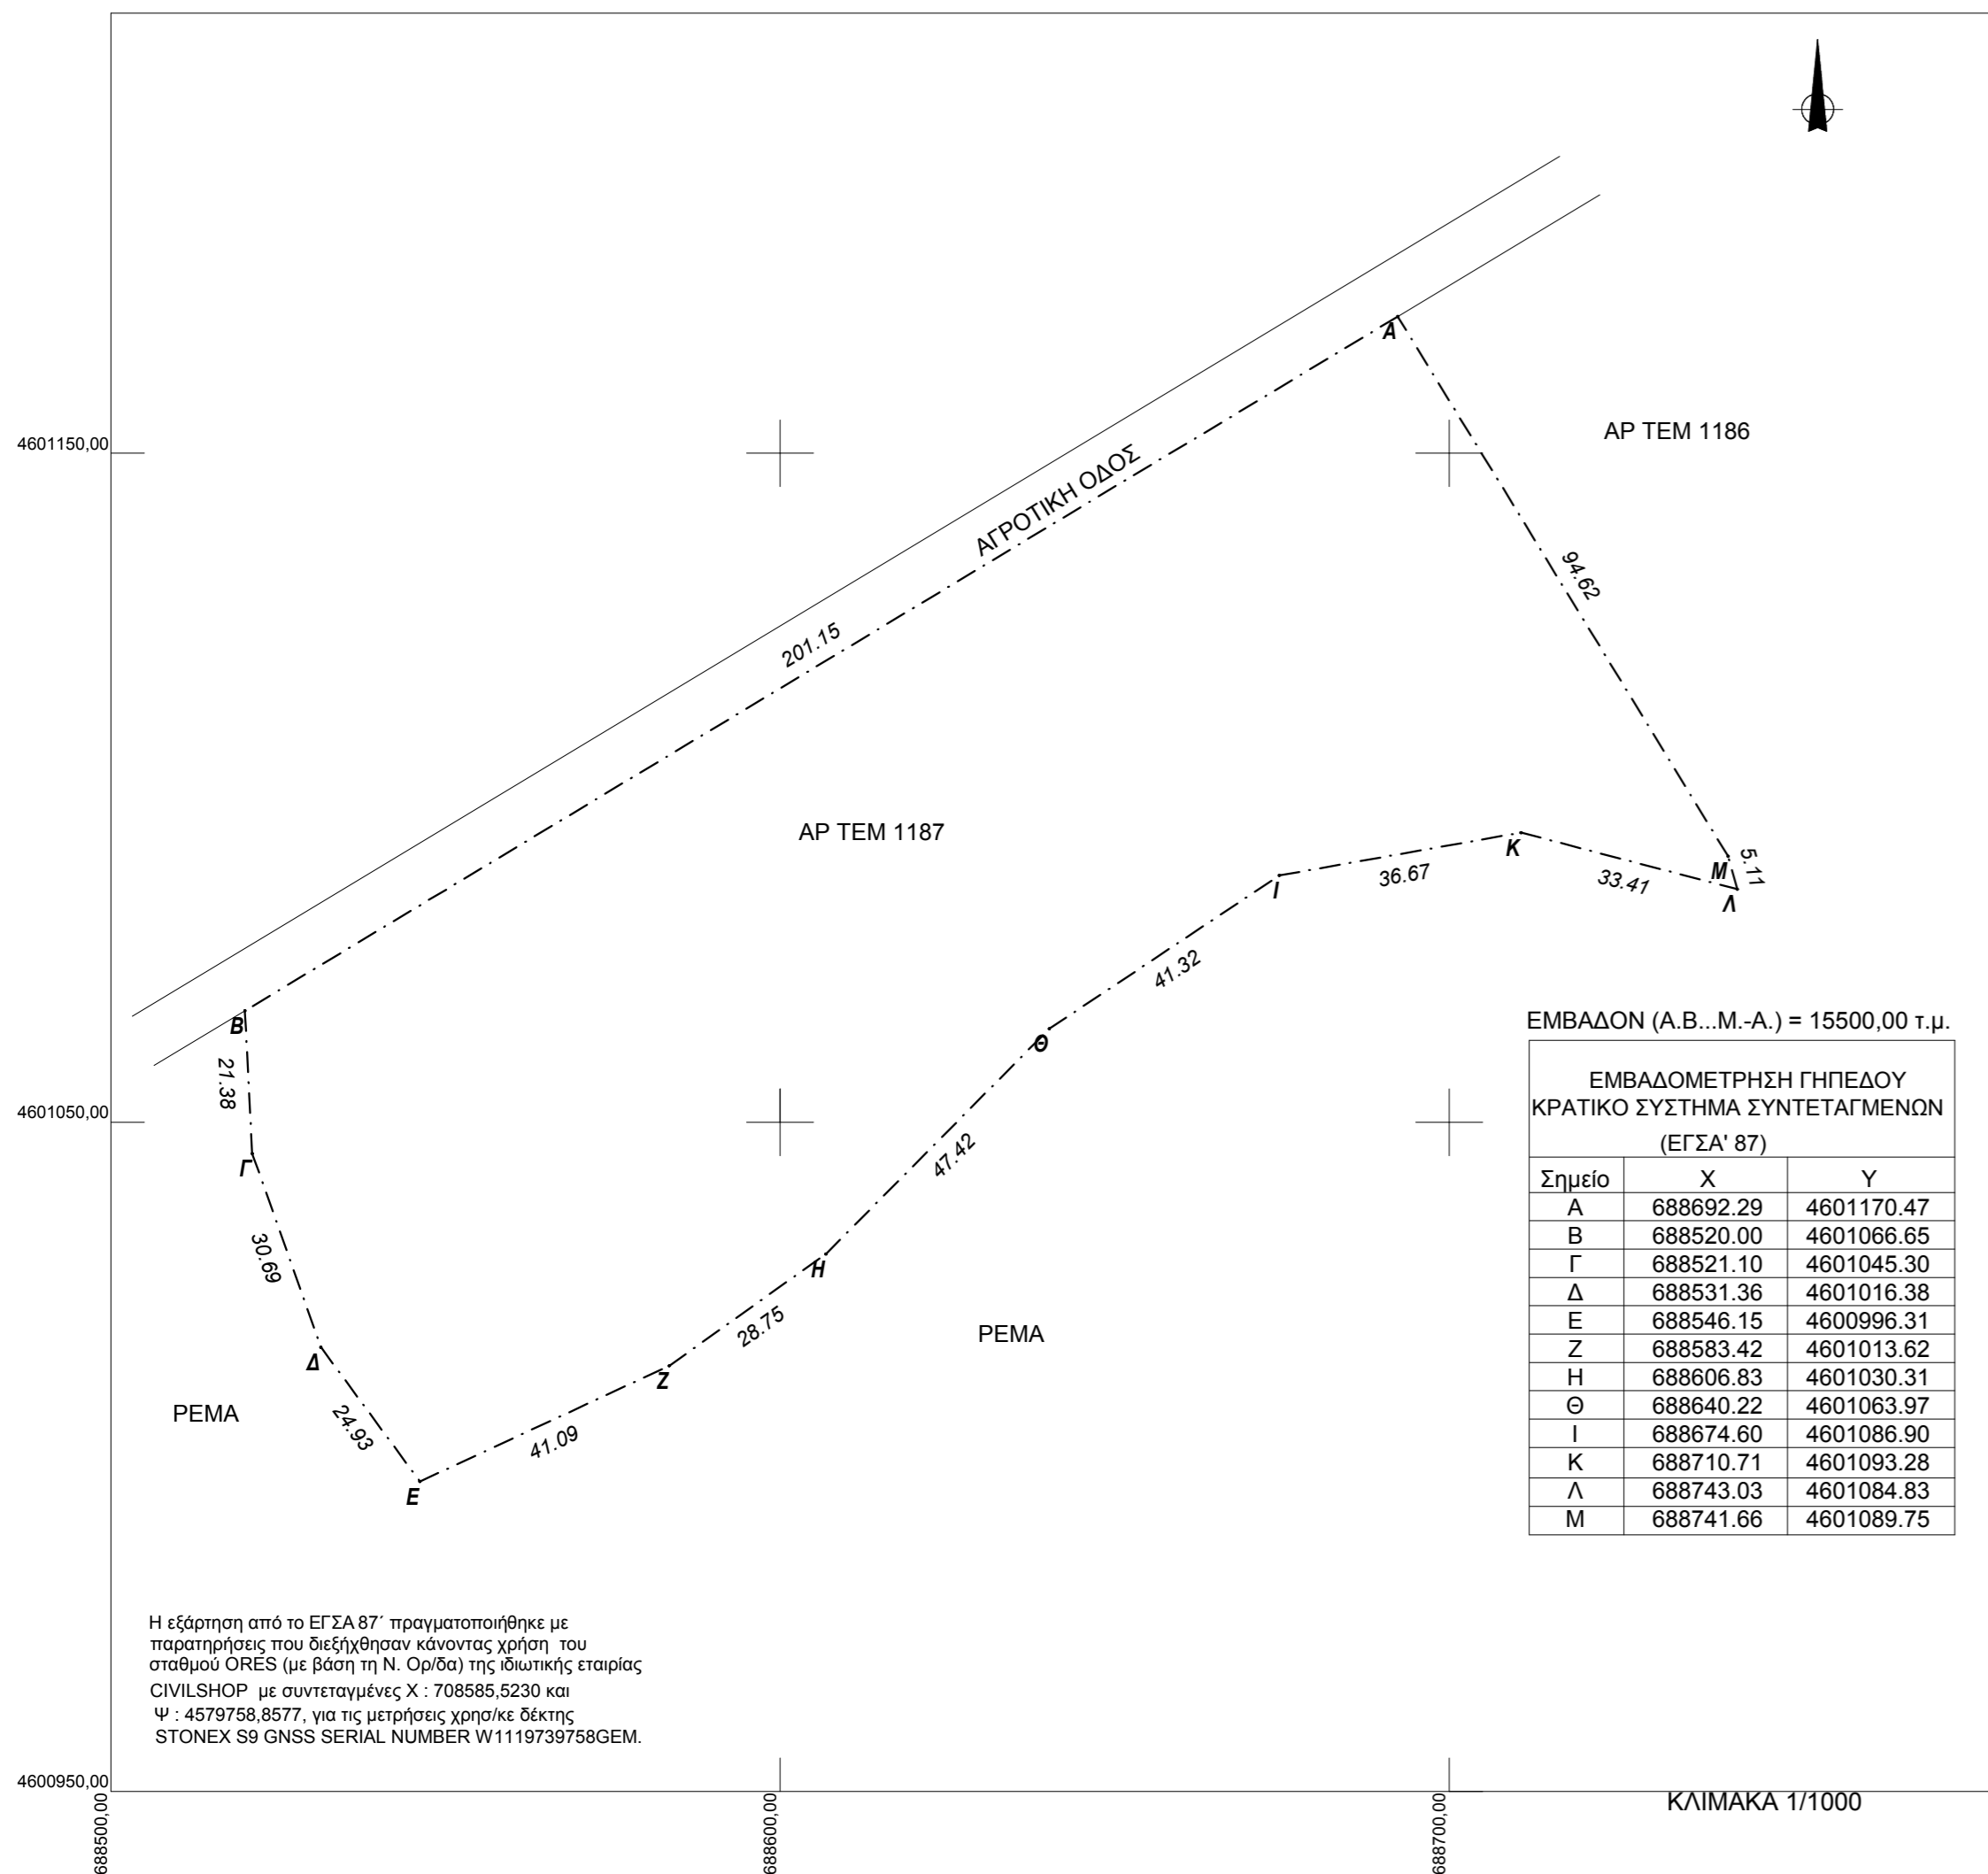 Α
4601150,00
ΑΡ ΤΕΜ 1186
ΑΓΡΟΤΙΚΗ ΟΔΟΣ
94.62
201.15
ΑΡ ΤΕΜ 1187
Κ
Μ
5.11
36.67
33.41
Ι
Λ
41.32
Β
Θ
21.38
4601050,00
47.42
Γ
30.69
Η
28.75
ΡΕΜΑ
Δ
Ζ
ΡΕΜΑ
24.93
41.09
Ε
ΕΜΒΑΔΟΝ (Α.Β...Μ.-Α.) = 15500,00 τ.μ.
ΕΜΒΑΔΟΜΕΤΡΗΣΗ ΓΗΠΕΔΟΥ
ΚΡΑΤΙΚΟ ΣΥΣΤΗΜΑ ΣΥΝΤΕΤΑΓΜΕΝΩΝ
(ΕΓΣΑ' 87)
Σημείο X Y
Α 688692.29 4601170.47
Β 688520.00 4601066.65
Γ 688521.10 4601045.30
Δ 688531.36 4601016.38
Ε 688546.15 4600996.31
Ζ 688583.42 4601013.62
Η 688606.83 4601030.31
Θ 688640.22 4601063.97
Ι 688674.60 4601086.90
Κ 688710.71 4601093.28
Λ 688743.03 4601084.83
Μ 688741.66 4601089.75
Η εξάρτηση από το ΕΓΣΑ 87΄ πραγματοποιήθηκε με
παρατηρήσεις που διεξήχθησαν κάνοντας χρήση του
σταθμού ORES (με βάση τη Ν. Ορ/δα) της ιδιωτικής εταιρίας
CIVILSHOP με συντεταγμένες Χ : 708585,5230 και
Ψ : 4579758,8577, για τις μετρήσεις χρησ/κε δέκτης
STONEX S9 GNSS SERIAL NUMBER W1119739758GEM.
4600950,00
688500,00
688600,00
688700,00
ΚΛΙΜΑΚΑ 1/1000